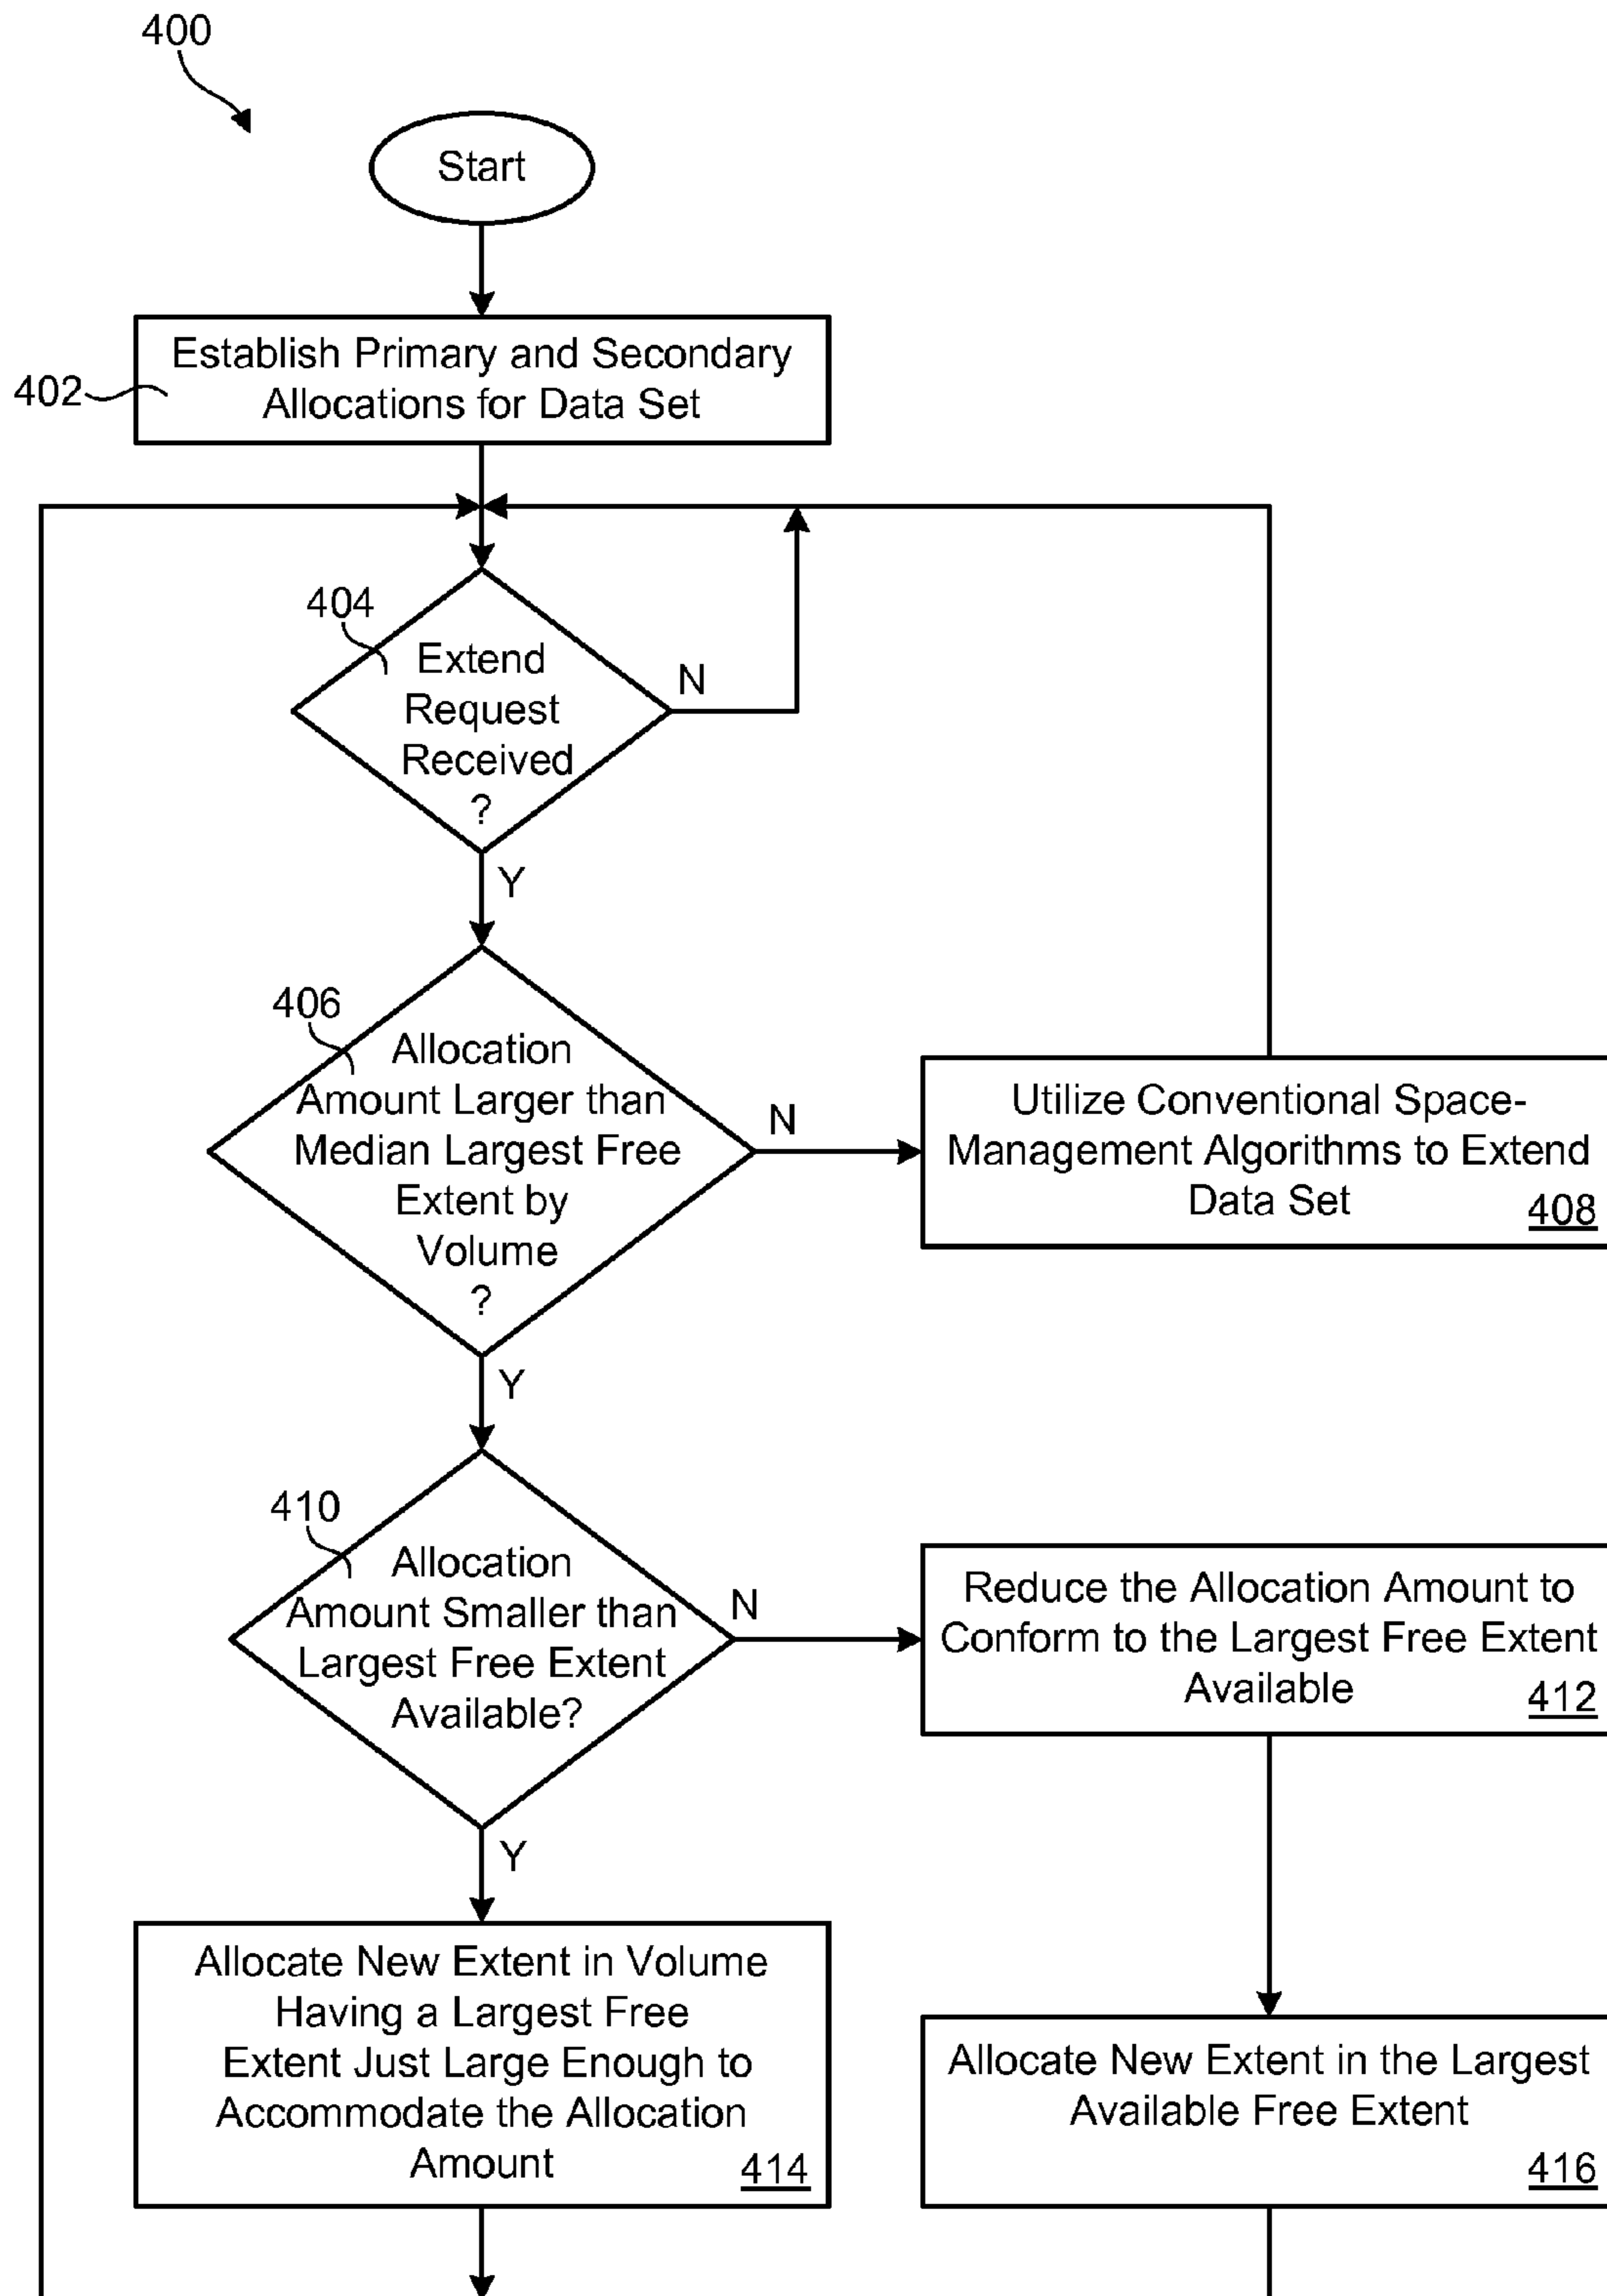 400
Start
Establish Primary and Secondary
Allocations for Data Set
402
404
Extend
Request
Received
?
N
Y
406
Allocation
Amount Larger than
Median Largest Free
Extent by
Volume
?
N
Utilize Conventional Space-
Management Algorithms to Extend
Data Set
408
Y
410
Allocation
Amount Smaller than
Largest Free Extent
Available?
N
Reduce the Allocation Amount to
Conform to the Largest Free Extent
Available
412
Y
Allocate New Extent in Volume
Having a Largest Free
Extent Just Large Enough to
Accommodate the Allocation
Amount
414
Allocate New Extent in the Largest
Available Free Extent
416